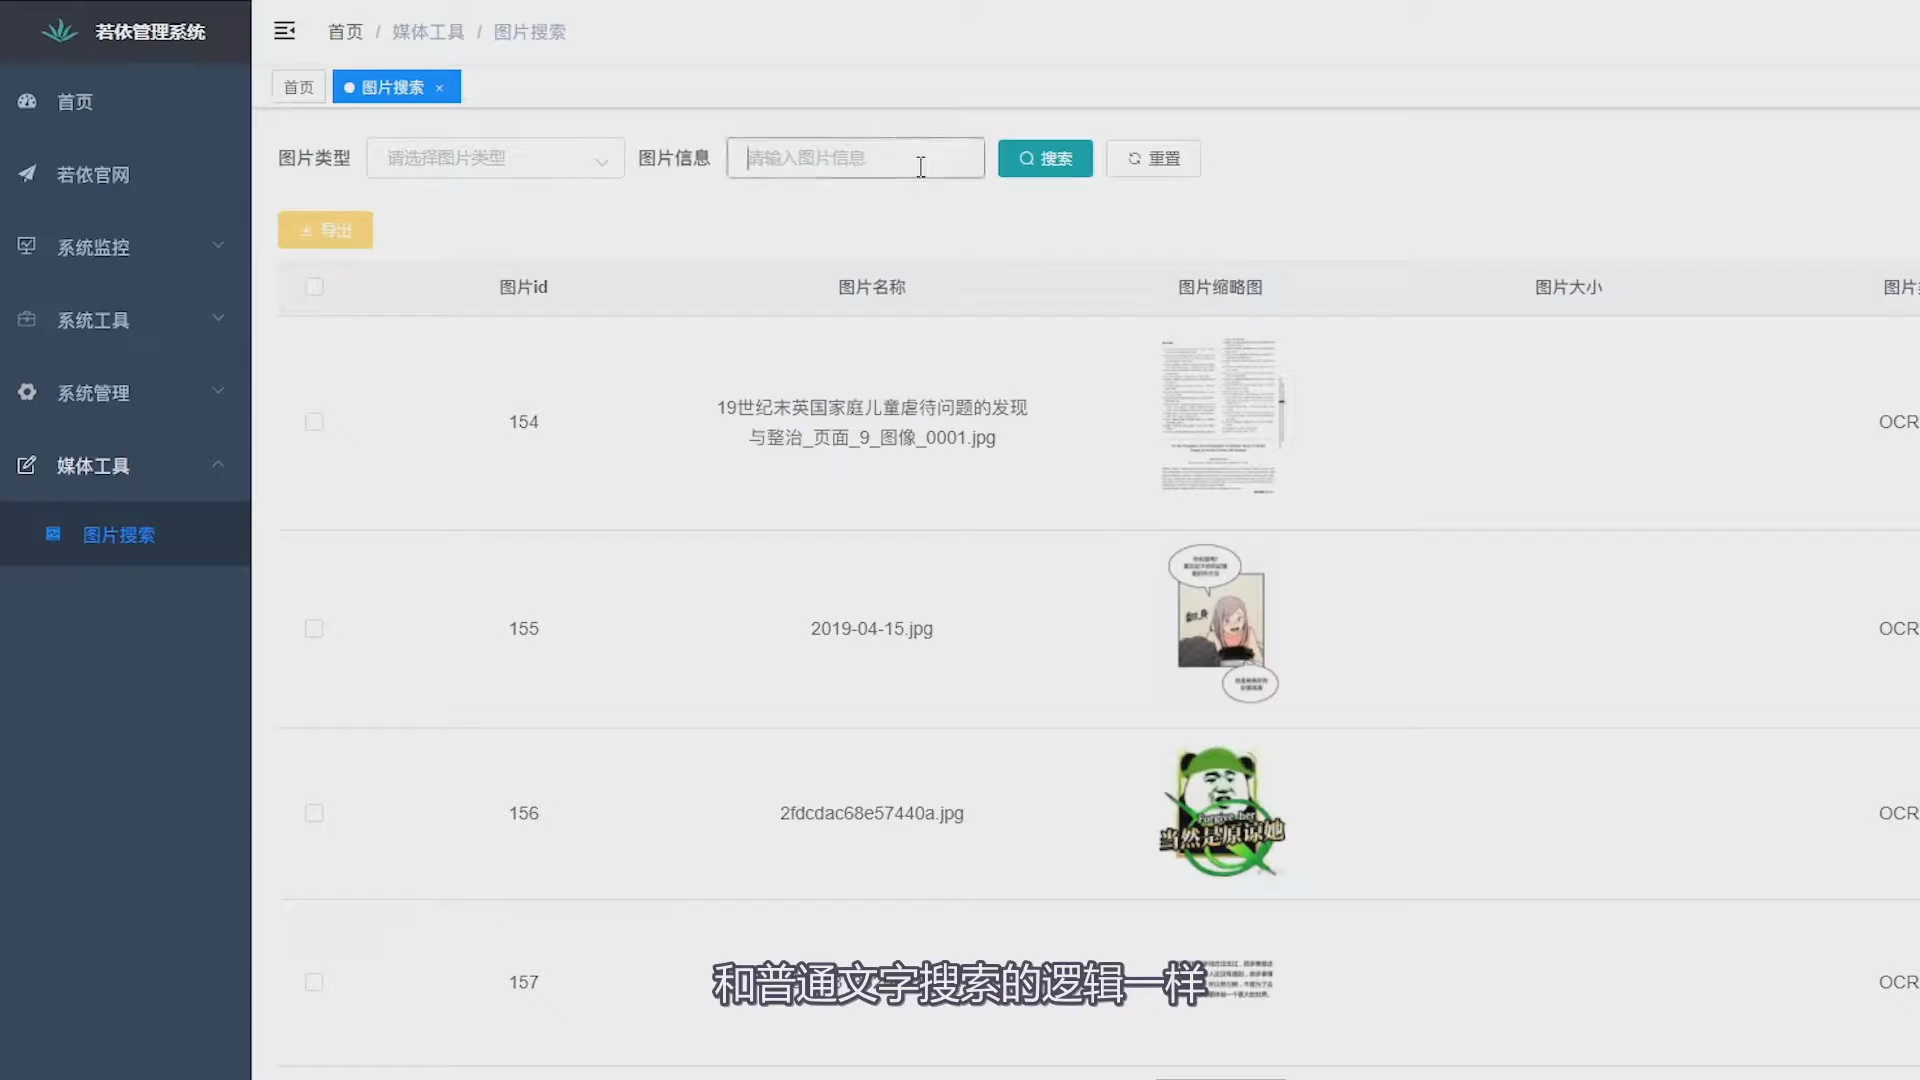 若依管理系统
首页 / 媒体工具 / 图片搜索
首页
图片搜索 ×
首页
若依官网
系统监控
系统工具
系统管理
媒体工具
图片搜索
图片类型 请选择图片类型 图片信息 请输入图片信息 搜索 重置
导出
图片id 图片名称 图片缩略图 图片大小 图片
154 19世纪末英国家庭儿童虐待问题的发现
与整治_页面_9_图像_0001.jpg OCR
155 2019-04-15.jpg OCR
156 2fdcdac68e57440a.jpg OCR
Forgive her
当然是原谅她
157 OCR
和普通文字搜索的逻辑一样